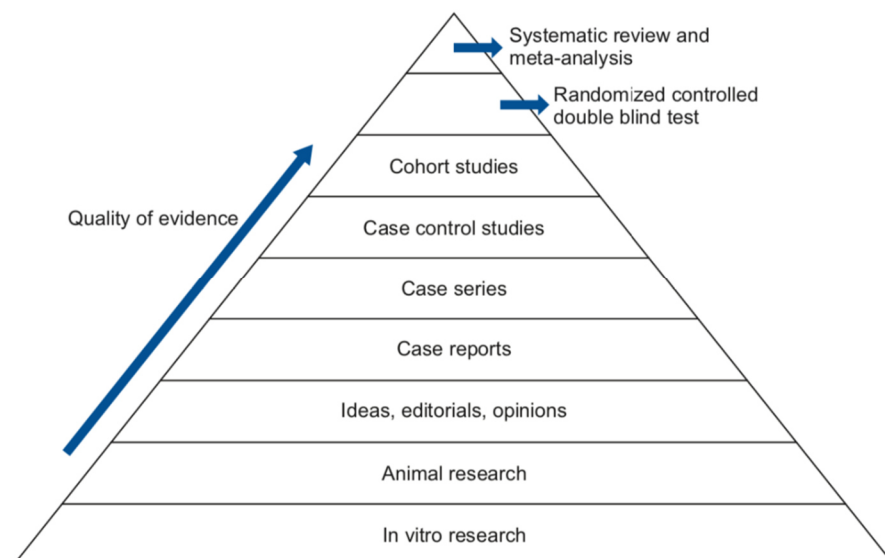 Systematic review and
meta-analysis
Randomized controlled
double blind test
Cohort studies
Quality of evidence
Case control studies
Case series
Case reports
Ideas, editorials, opinions
Animal research
In vitro research